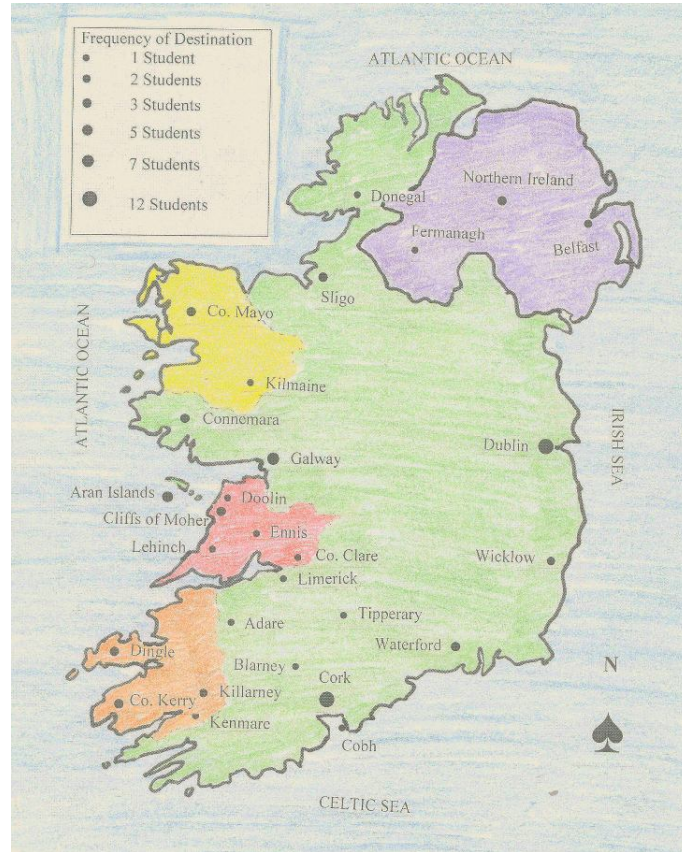 Frequency of Destination
1 Student
2 Students
3 Students
5 Students
7 Students
12 Students
ATLANTIC OCEAN
Donegal
Northern Ireland
Fermanagh
Belfast
Sligo
Co. Mayo
ATLANTIC OCEAN
Kilmaine
Connemara
IRISH SEA
Dublin
Galway
Aran Islands
Doolin
Cliffs of Moher
Ennis
Lehinch
Co. Clare
Wicklow
Limerick
Adare
Tipperary
Waterford
Dingle
Blarney
N
Cork
Killarney
Co. Kerry
Kenmare
Cobh
CELTIC SEA